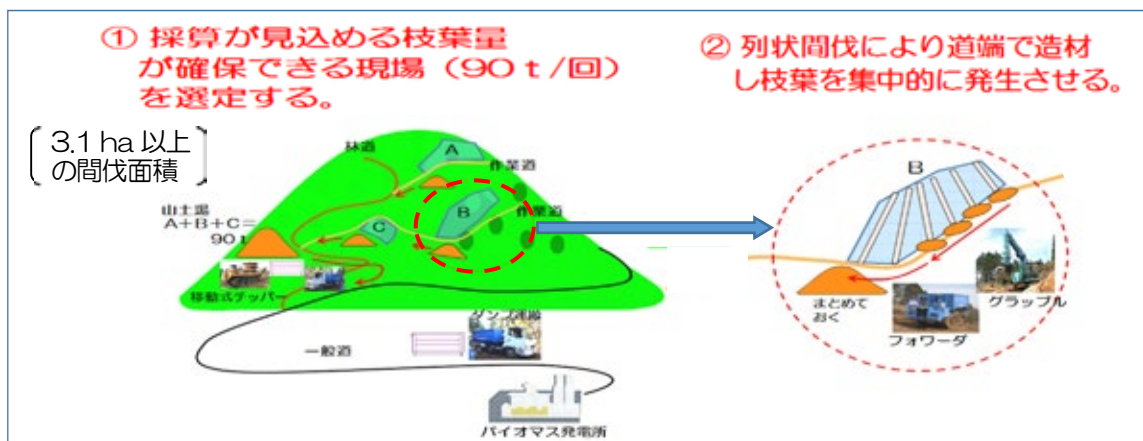 ① 採算が見込める枝葉量
が確保できる現場（90ｔ/回）
を選定する。
② 列状間伐により道端で造材
し枝葉を集中的に発生させる。
3.1 ha 以上
の間伐面積
林道
A
作業道
B
作業道
C
山土場
A+B+C＝
90ｔ
移動式チッパー
ダンプ運搬
一般道
バイオマス発電所
B
グラップル
まとめて
おく
フォワーダ